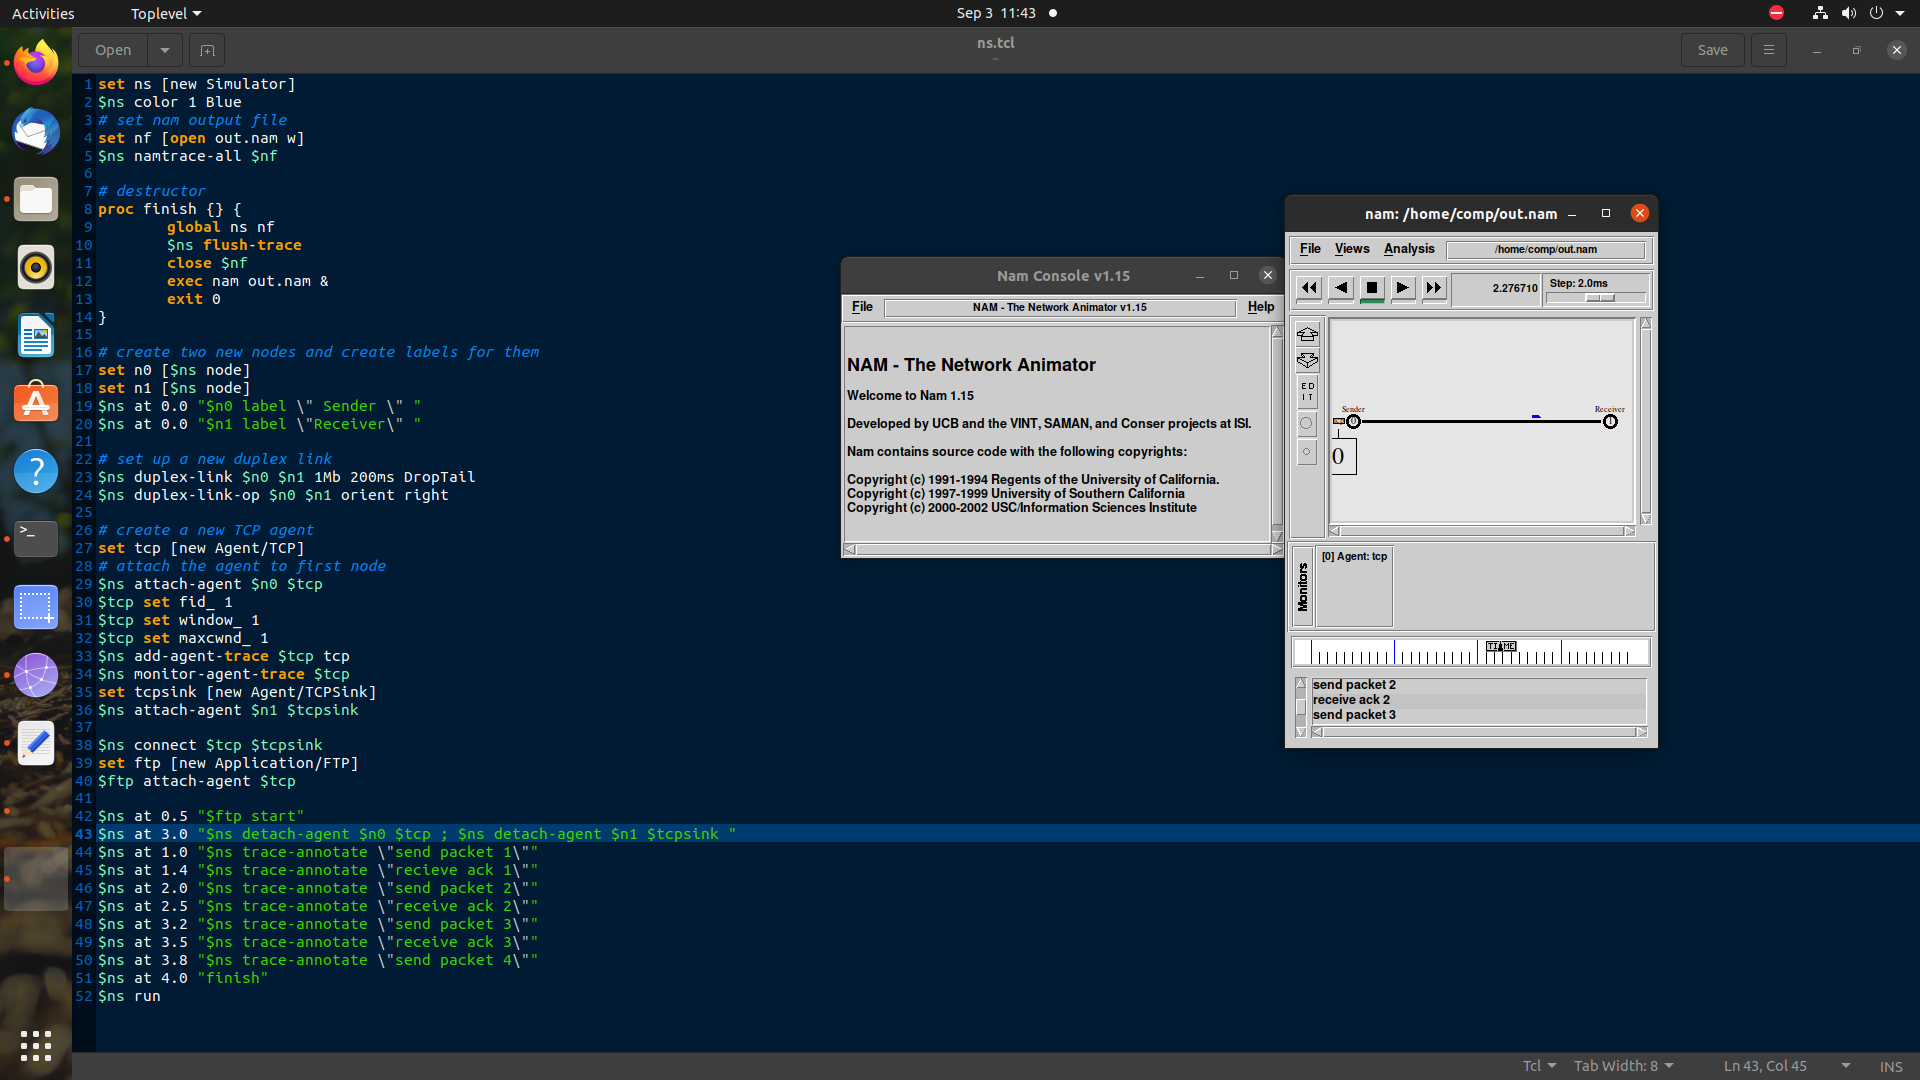 Activities
Toplevel
Sep 3 11:43
Open
ns.tcl
~
Save
1 set ns [new Simulator]
2 $ns color 1 Blue
3 # set nam output file
4 set nf [open out.nam w]
5 $ns namtrace-all $nf
6
7 # destructor
8 proc finish {} {
9 global ns nf
10 $ns flush-trace
11 close $nf
12 exec nam out.nam &
13 exit 0
14 }
15
16 # create two new nodes and create labels for them
17 set n0 [$ns node]
18 set n1 [$ns node]
19 $ns at 0.0 "$n0 label \" Sender \" "
20 $ns at 0.0 "$n1 label \"Receiver\" "
21
22 # set up a new duplex link
23 $ns duplex-link $n0 $n1 1Mb 200ms DropTail
24 $ns duplex-link-op $n0 $n1 orient right
25
26 # create a new TCP agent
27 set tcp [new Agent/TCP]
28 # attach the agent to first node
29 $ns attach-agent $n0 $tcp
30 $tcp set fid_ 1
31 $tcp set window_ 1
32 $tcp set maxcwnd_ 1
33 $ns add-agent-trace $tcp tcp
34 $ns monitor-agent-trace $tcp
35 set tcpsink [new Agent/TCPSink]
36 $ns attach-agent $n1 $tcpsink
37
38 $ns connect $tcp $tcpsink
39 set ftp [new Application/FTP]
40 $ftp attach-agent $tcp
41
42 $ns at 0.5 "$ftp start"
43 $ns at 3.0 "$ns detach-agent $n0 $tcp ; $ns detach-agent $n1 $tcpsink "
44 $ns at 1.0 "$ns trace-annotate \"send packet 1\""
45 $ns at 1.4 "$ns trace-annotate \"recieve ack 1\""
46 $ns at 2.0 "$ns trace-annotate \"send packet 2\""
47 $ns at 2.5 "$ns trace-annotate \"receive ack 2\""
48 $ns at 3.2 "$ns trace-annotate \"send packet 3\""
49 $ns at 3.5 "$ns trace-annotate \"receive ack 3\""
50 $ns at 3.8 "$ns trace-annotate \"send packet 4\""
51 $ns at 4.0 "finish"
52 $ns run
Nam Console v1.15
File
NAM - The Network Animator v1.15
Help
NAM - The Network Animator
Welcome to Nam 1.15
Developed by UCB and the VINT, SAMAN, and Conser projects at ISI.
Nam contains source code with the following copyrights:
Copyright (c) 1991-1994 Regents of the University of California.
Copyright (c) 1997-1999 University of Southern California
Copyright (c) 2000-2002 USC/Information Sciences Institute
nam: /home/comp/out.nam
File Views Analysis
/home/comp/out.nam
2.276710
Step: 2.0ms
ED
IT
Sender
Receiver
0
Monitors
[0] Agent: tcp
TIME
send packet 2
receive ack 2
send packet 3
Tcl
Tab Width: 8
Ln 43, Col 45
INS